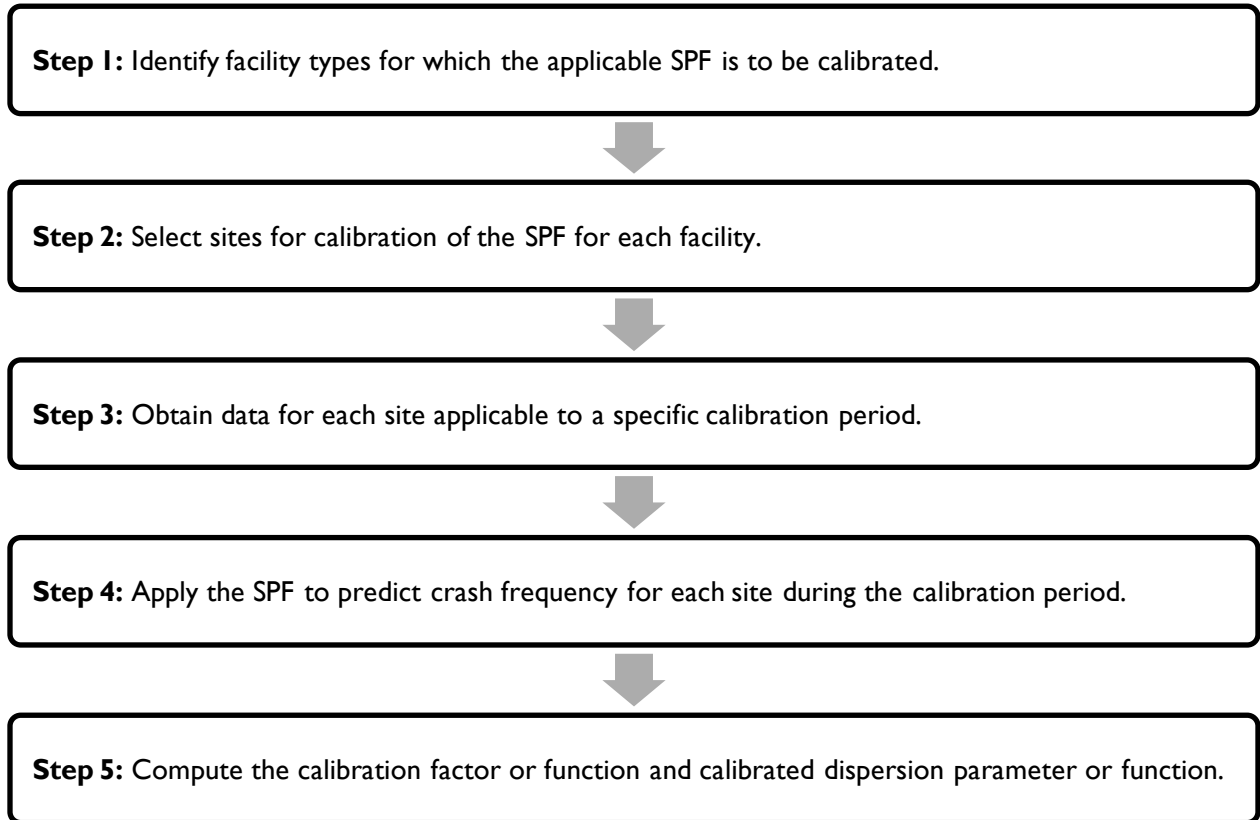 Step 1: Identify facility types for which the applicable SPF is to be calibrated.
Step 2: Select sites for calibration of the SPF for each facility.
Step 3: Obtain data for each site applicable to a specific calibration period.
Step 4: Apply the SPF to predict crash frequency for each site during the calibration period.
Step 5: Compute the calibration factor or function and calibrated dispersion parameter or function.